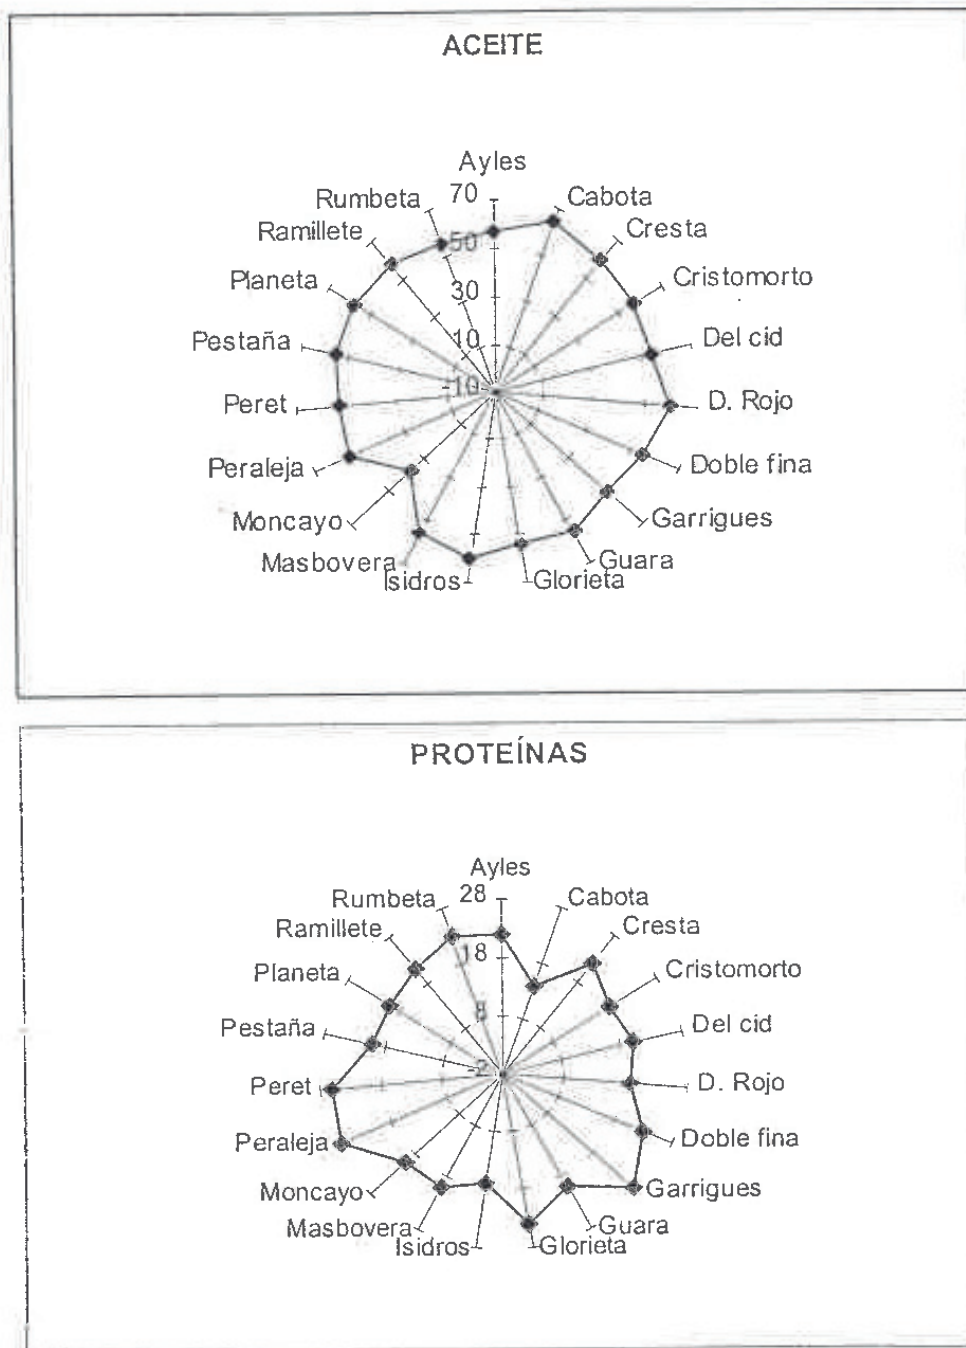 ACEITE
Ayles
70
Rumbeta
Cabota
Ramillete
Cresta
50
Planeta
Cristomorto
30
Pestaña
10
Del cid
-10
Peret
D. Rojo
Peraleja
Doble fina
Moncayo
Garrigues
Masbovera
Guara
Isidros
Glorieta
PROTEÍNAS
Ayles
28
Rumbeta
Cabota
Ramillete
Cresta
18
Planeta
Cristomorto
Pestaña
8
Del cid
-2
Peret
D. Rojo
Peraleja
Doble fina
Moncayo
Garrigues
Masbovera
Guara
Isidros
Glorieta